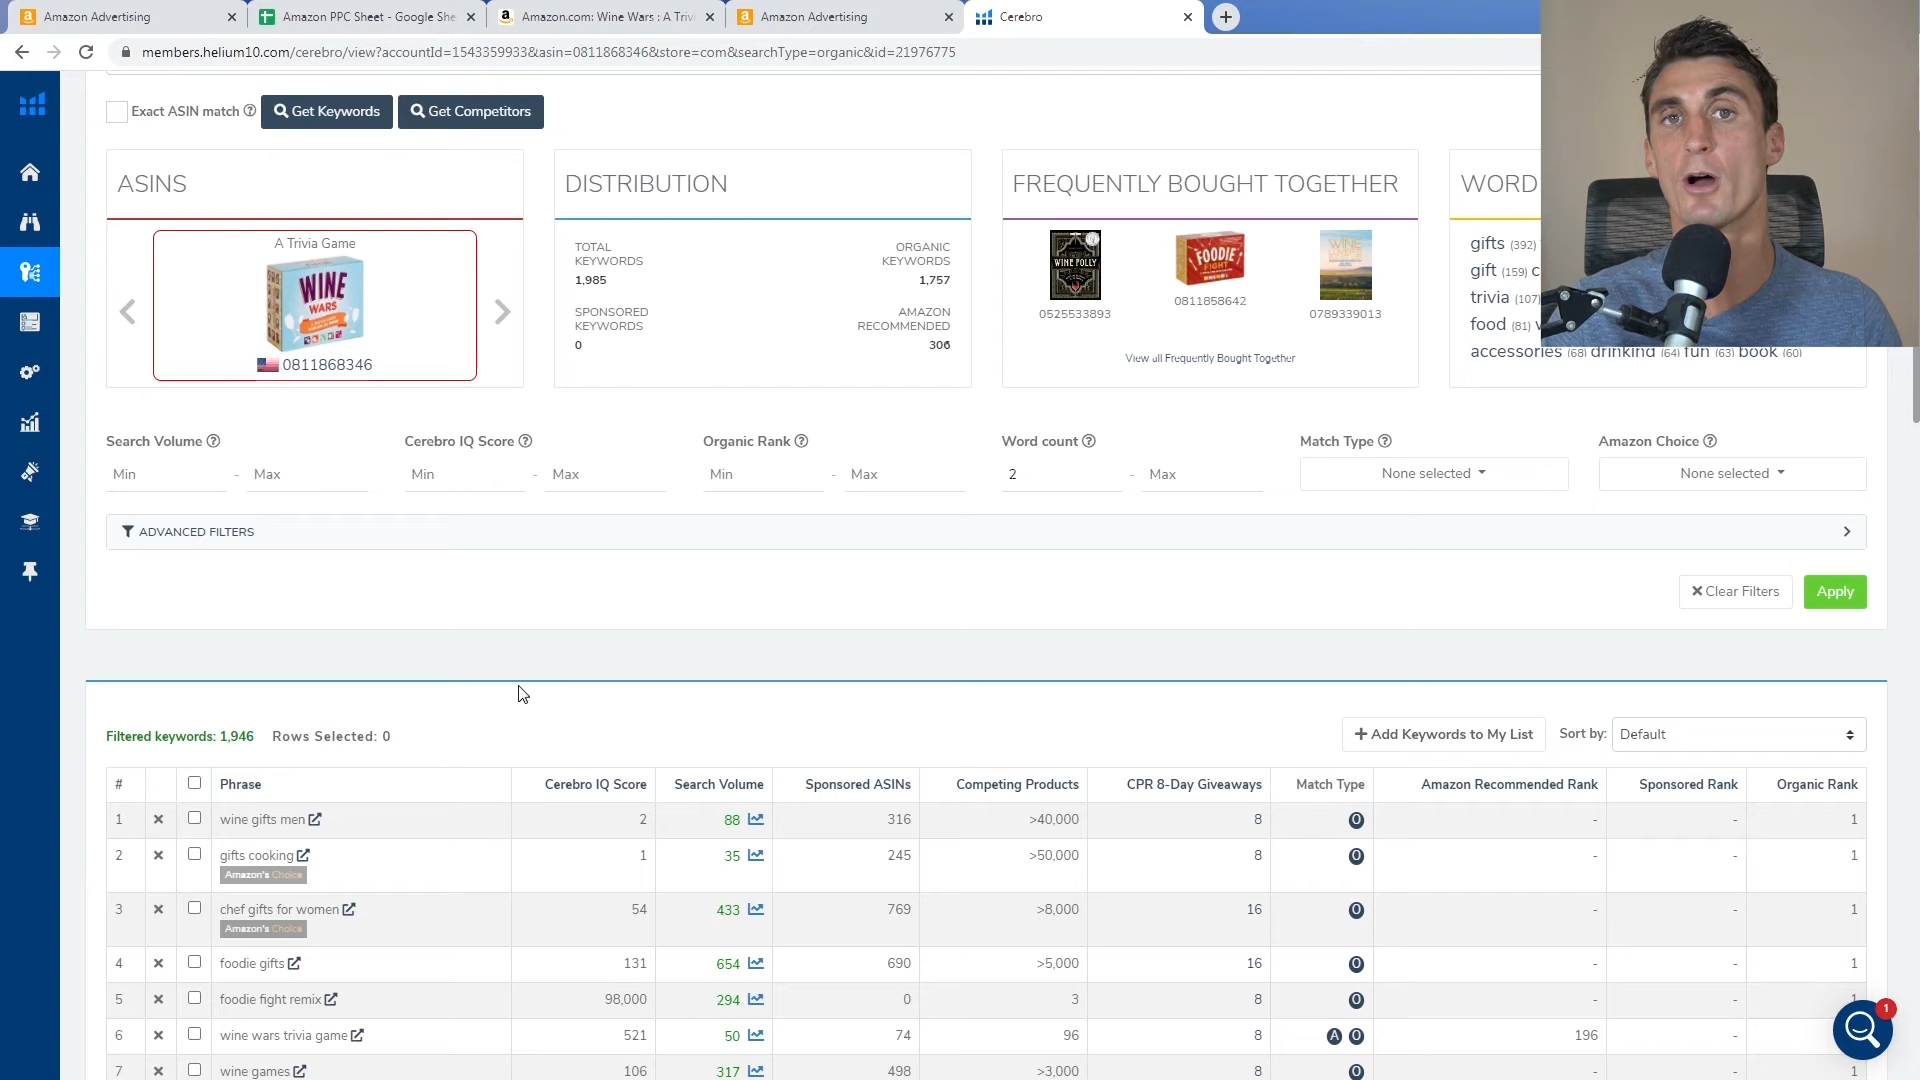 Amazon Advertising
Amazon PPC Sheet - Google She
Amazon.com: Wine Wars : A Trivi
Amazon Advertising
Cerebro
members.helium10.com/cerebro/view?accountId=1543359933&asin=0811868346&store=com&searchType=organic&id=21976775
Exact ASIN match
Get Keywords
Get Competitors
ASINS
A Trivia Game
WINE WARS
0811868346
DISTRIBUTION
TOTAL KEYWORDS
1,985
ORGANIC KEYWORDS
1,757
SPONSORED KEYWORDS
0
AMAZON RECOMMENDED
306
FREQUENTLY BOUGHT TOGETHER
WINE FOLLY
0525533893
FOODIE FIGHT
0811858642
WINE
0789339013
View all Frequently Bought Together
WORD
gifts (392)
gift (159) c
trivia (107)
food (81)
accessories (68) drinking (64) fun (63) book (60)
Search Volume
Min - Max
Cerebro IQ Score
Min - Max
Organic Rank
Min - Max
Word count
2 - Max
Match Type
None selected
Amazon Choice
None selected
ADVANCED FILTERS
Clear Filters
Apply
Filtered keywords: 1,946 Rows Selected: 0
Add Keywords to My List
Sort by: Default
# Phrase Cerebro IQ Score Search Volume Sponsored ASINs Competing Products CPR 8-Day Giveaways Match Type Amazon Recommended Rank Sponsored Rank Organic Rank
1 wine gifts men 2 88 316 >40,000 8 O - - 1
2 gifts cooking 1 35 245 >50,000 8 O - - 1
Amazon's Choice
3 chef gifts for women 54 433 769 >8,000 16 O - - 1
Amazon's Choice
4 foodie gifts 131 654 690 >5,000 16 O - - 1
5 foodie fight remix 98,000 294 0 3 8 O - - 1
6 wine wars trivia game 521 50 74 96 8 A O 196 -
7 wine games 106 317 498 >3,000 8 O - - 1
1